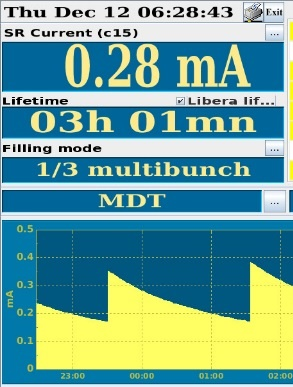 Thu Dec 12 06:28:43 Exit
SR Current (c15) ...
0.28 mA
Lifetime Libera lif...
03h 01mn
Filling mode ...
1/3 multibunch
MDT ...
0.5
0.4
0.3
0.2
0.1
0
mA
23:00 00:00 01:00 02:00